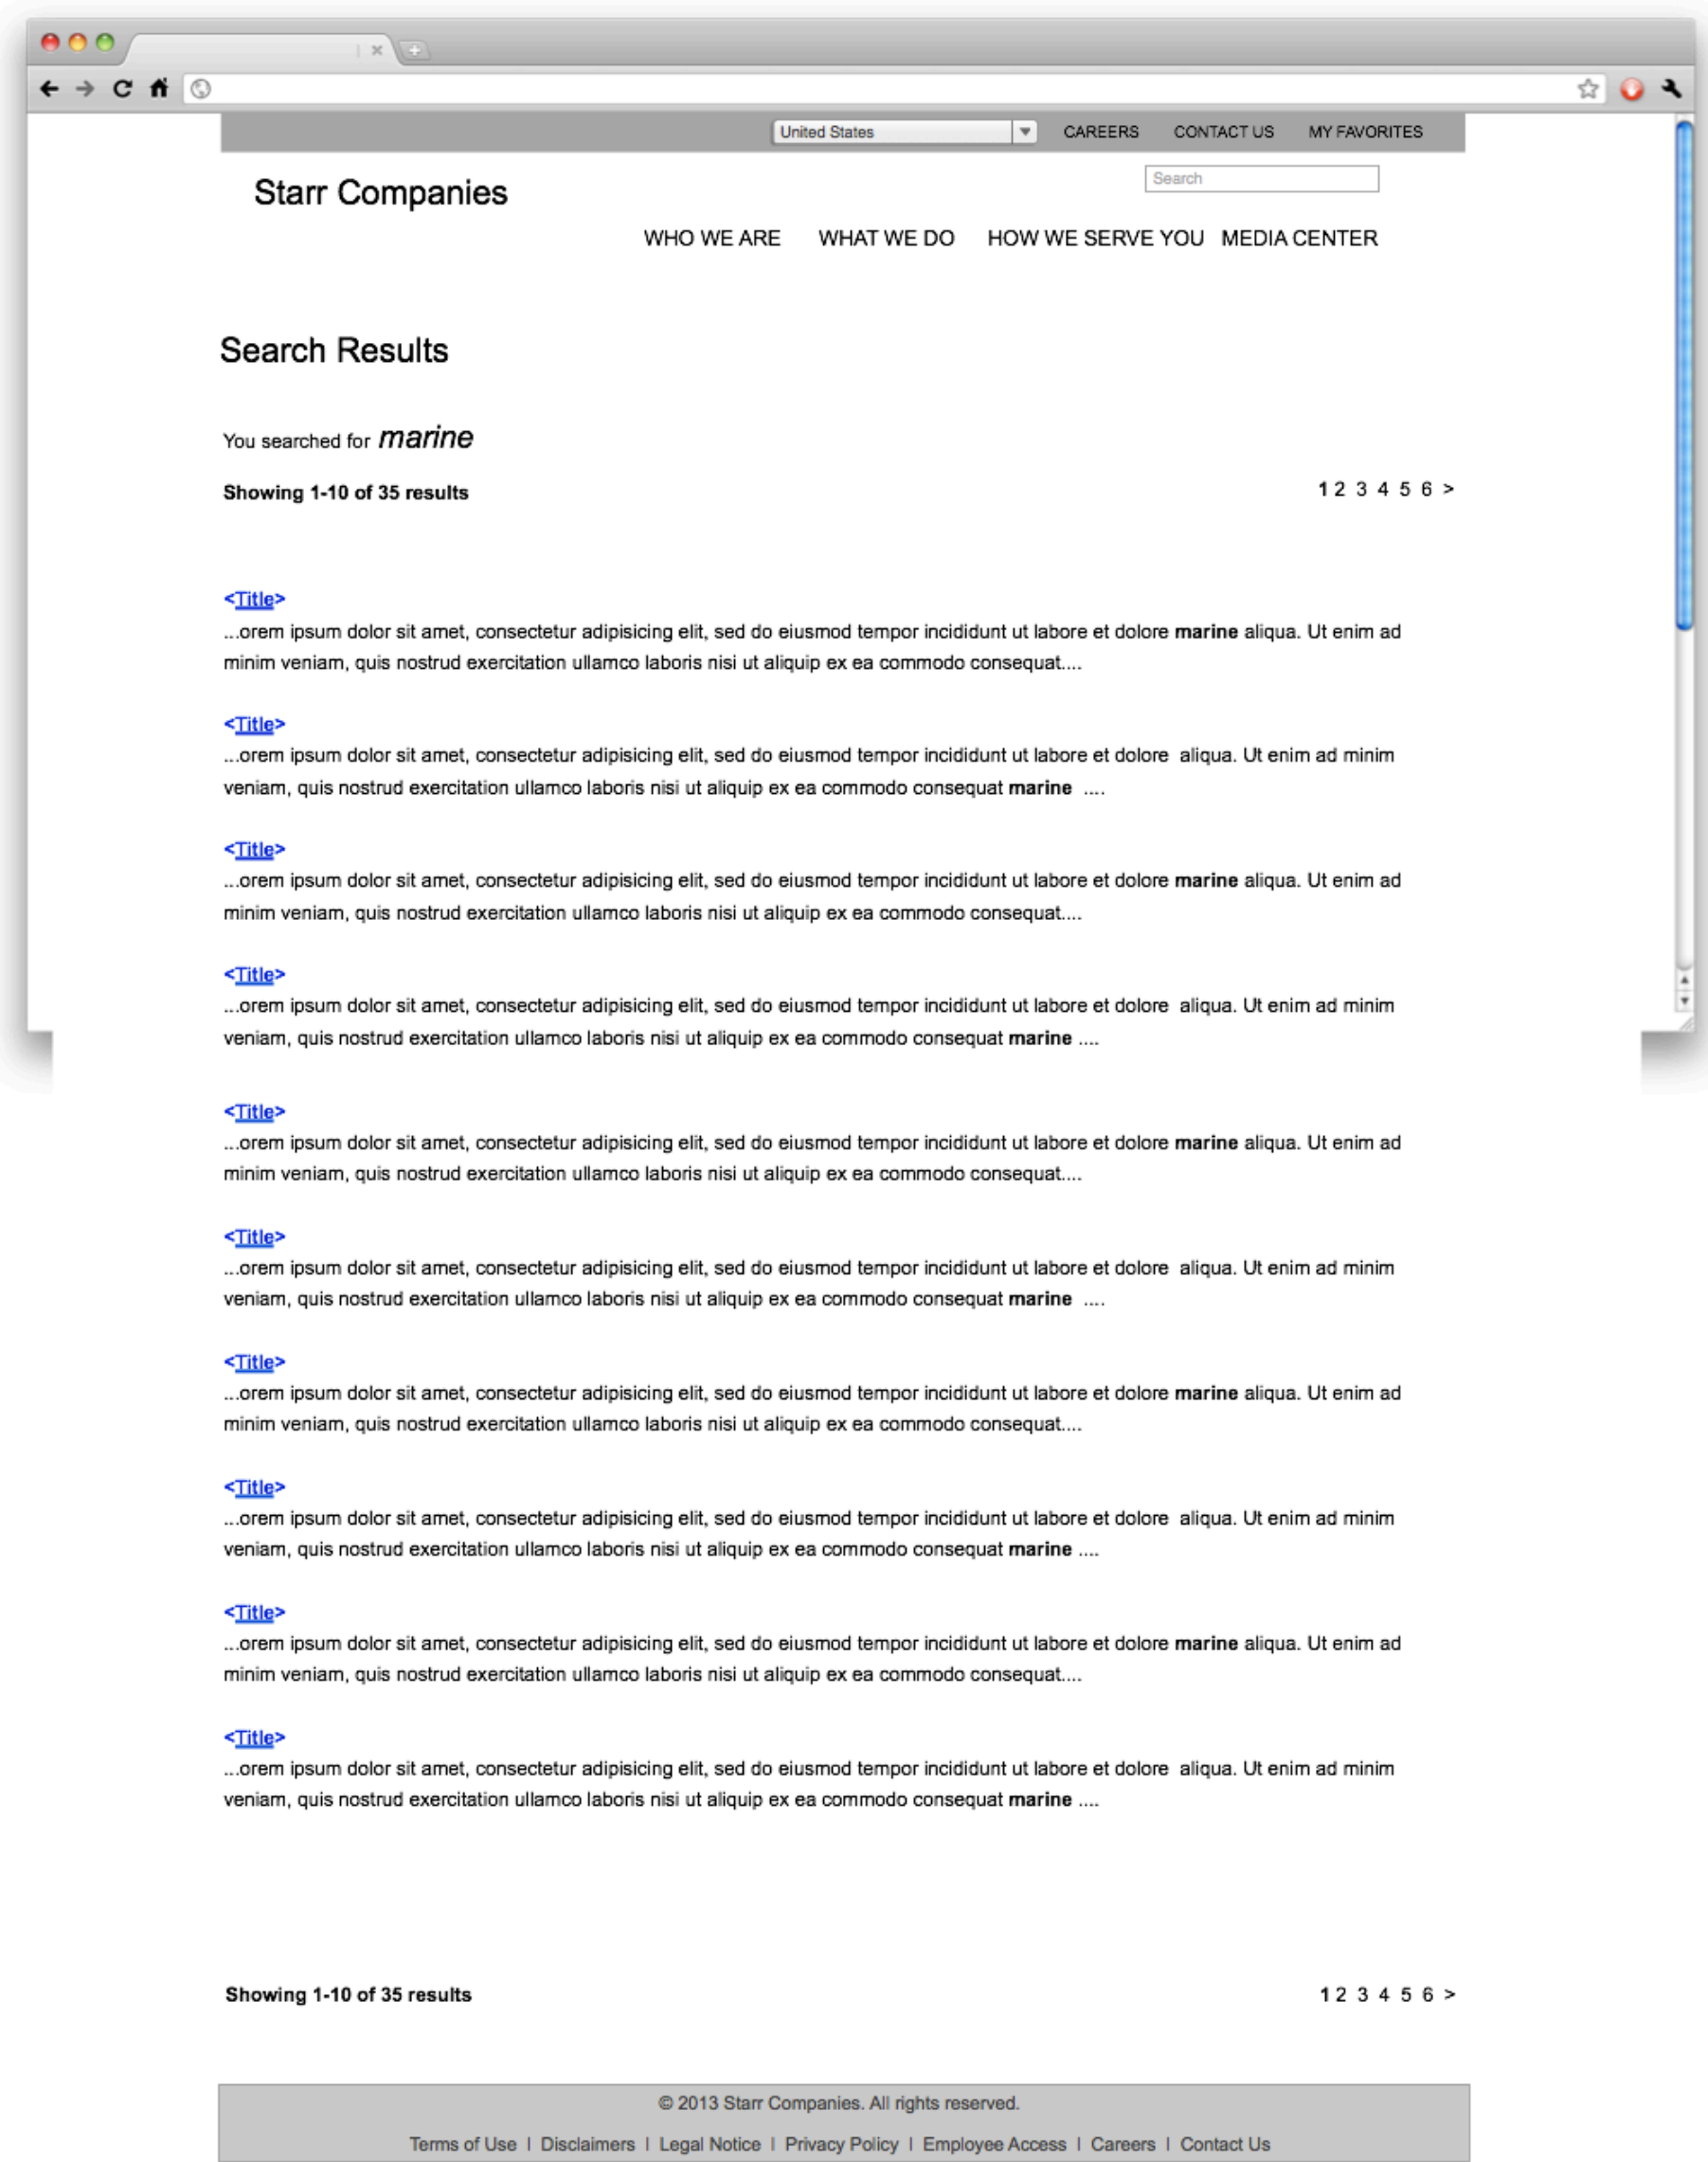 United States CAREERS CONTACT US MY FAVORITES
Starr Companies
Search
WHO WE ARE WHAT WE DO HOW WE SERVE YOU MEDIA CENTER
Search Results
You searched for marine
Showing 1-10 of 35 results 1 2 3 4 5 6 >
<Title>
...orem ipsum dolor sit amet, consectetur adipisicing elit, sed do eiusmod tempor incididunt ut labore et dolore marine aliqua. Ut enim ad
minim veniam, quis nostrud exercitation ullamco laboris nisi ut aliquip ex ea commodo consequat....
<Title>
...orem ipsum dolor sit amet, consectetur adipisicing elit, sed do eiusmod tempor incididunt ut labore et dolore aliqua. Ut enim ad minim
veniam, quis nostrud exercitation ullamco laboris nisi ut aliquip ex ea commodo consequat marine ....
<Title>
...orem ipsum dolor sit amet, consectetur adipisicing elit, sed do eiusmod tempor incididunt ut labore et dolore marine aliqua. Ut enim ad
minim veniam, quis nostrud exercitation ullamco laboris nisi ut aliquip ex ea commodo consequat....
<Title>
...orem ipsum dolor sit amet, consectetur adipisicing elit, sed do eiusmod tempor incididunt ut labore et dolore aliqua. Ut enim ad minim
veniam, quis nostrud exercitation ullamco laboris nisi ut aliquip ex ea commodo consequat marine ....
<Title>
...orem ipsum dolor sit amet, consectetur adipisicing elit, sed do eiusmod tempor incididunt ut labore et dolore marine aliqua. Ut enim ad
minim veniam, quis nostrud exercitation ullamco laboris nisi ut aliquip ex ea commodo consequat....
<Title>
...orem ipsum dolor sit amet, consectetur adipisicing elit, sed do eiusmod tempor incididunt ut labore et dolore aliqua. Ut enim ad minim
veniam, quis nostrud exercitation ullamco laboris nisi ut aliquip ex ea commodo consequat marine ....
<Title>
...orem ipsum dolor sit amet, consectetur adipisicing elit, sed do eiusmod tempor incididunt ut labore et dolore marine aliqua. Ut enim ad
minim veniam, quis nostrud exercitation ullamco laboris nisi ut aliquip ex ea commodo consequat....
<Title>
...orem ipsum dolor sit amet, consectetur adipisicing elit, sed do eiusmod tempor incididunt ut labore et dolore aliqua. Ut enim ad minim
veniam, quis nostrud exercitation ullamco laboris nisi ut aliquip ex ea commodo consequat marine ....
<Title>
...orem ipsum dolor sit amet, consectetur adipisicing elit, sed do eiusmod tempor incididunt ut labore et dolore marine aliqua. Ut enim ad
minim veniam, quis nostrud exercitation ullamco laboris nisi ut aliquip ex ea commodo consequat....
<Title>
...orem ipsum dolor sit amet, consectetur adipisicing elit, sed do eiusmod tempor incididunt ut labore et dolore aliqua. Ut enim ad minim
veniam, quis nostrud exercitation ullamco laboris nisi ut aliquip ex ea commodo consequat marine ....
Showing 1-10 of 35 results 1 2 3 4 5 6 >
© 2013 Starr Companies. All rights reserved.
Terms of Use | Disclaimers | Legal Notice | Privacy Policy | Employee Access | Careers | Contact Us